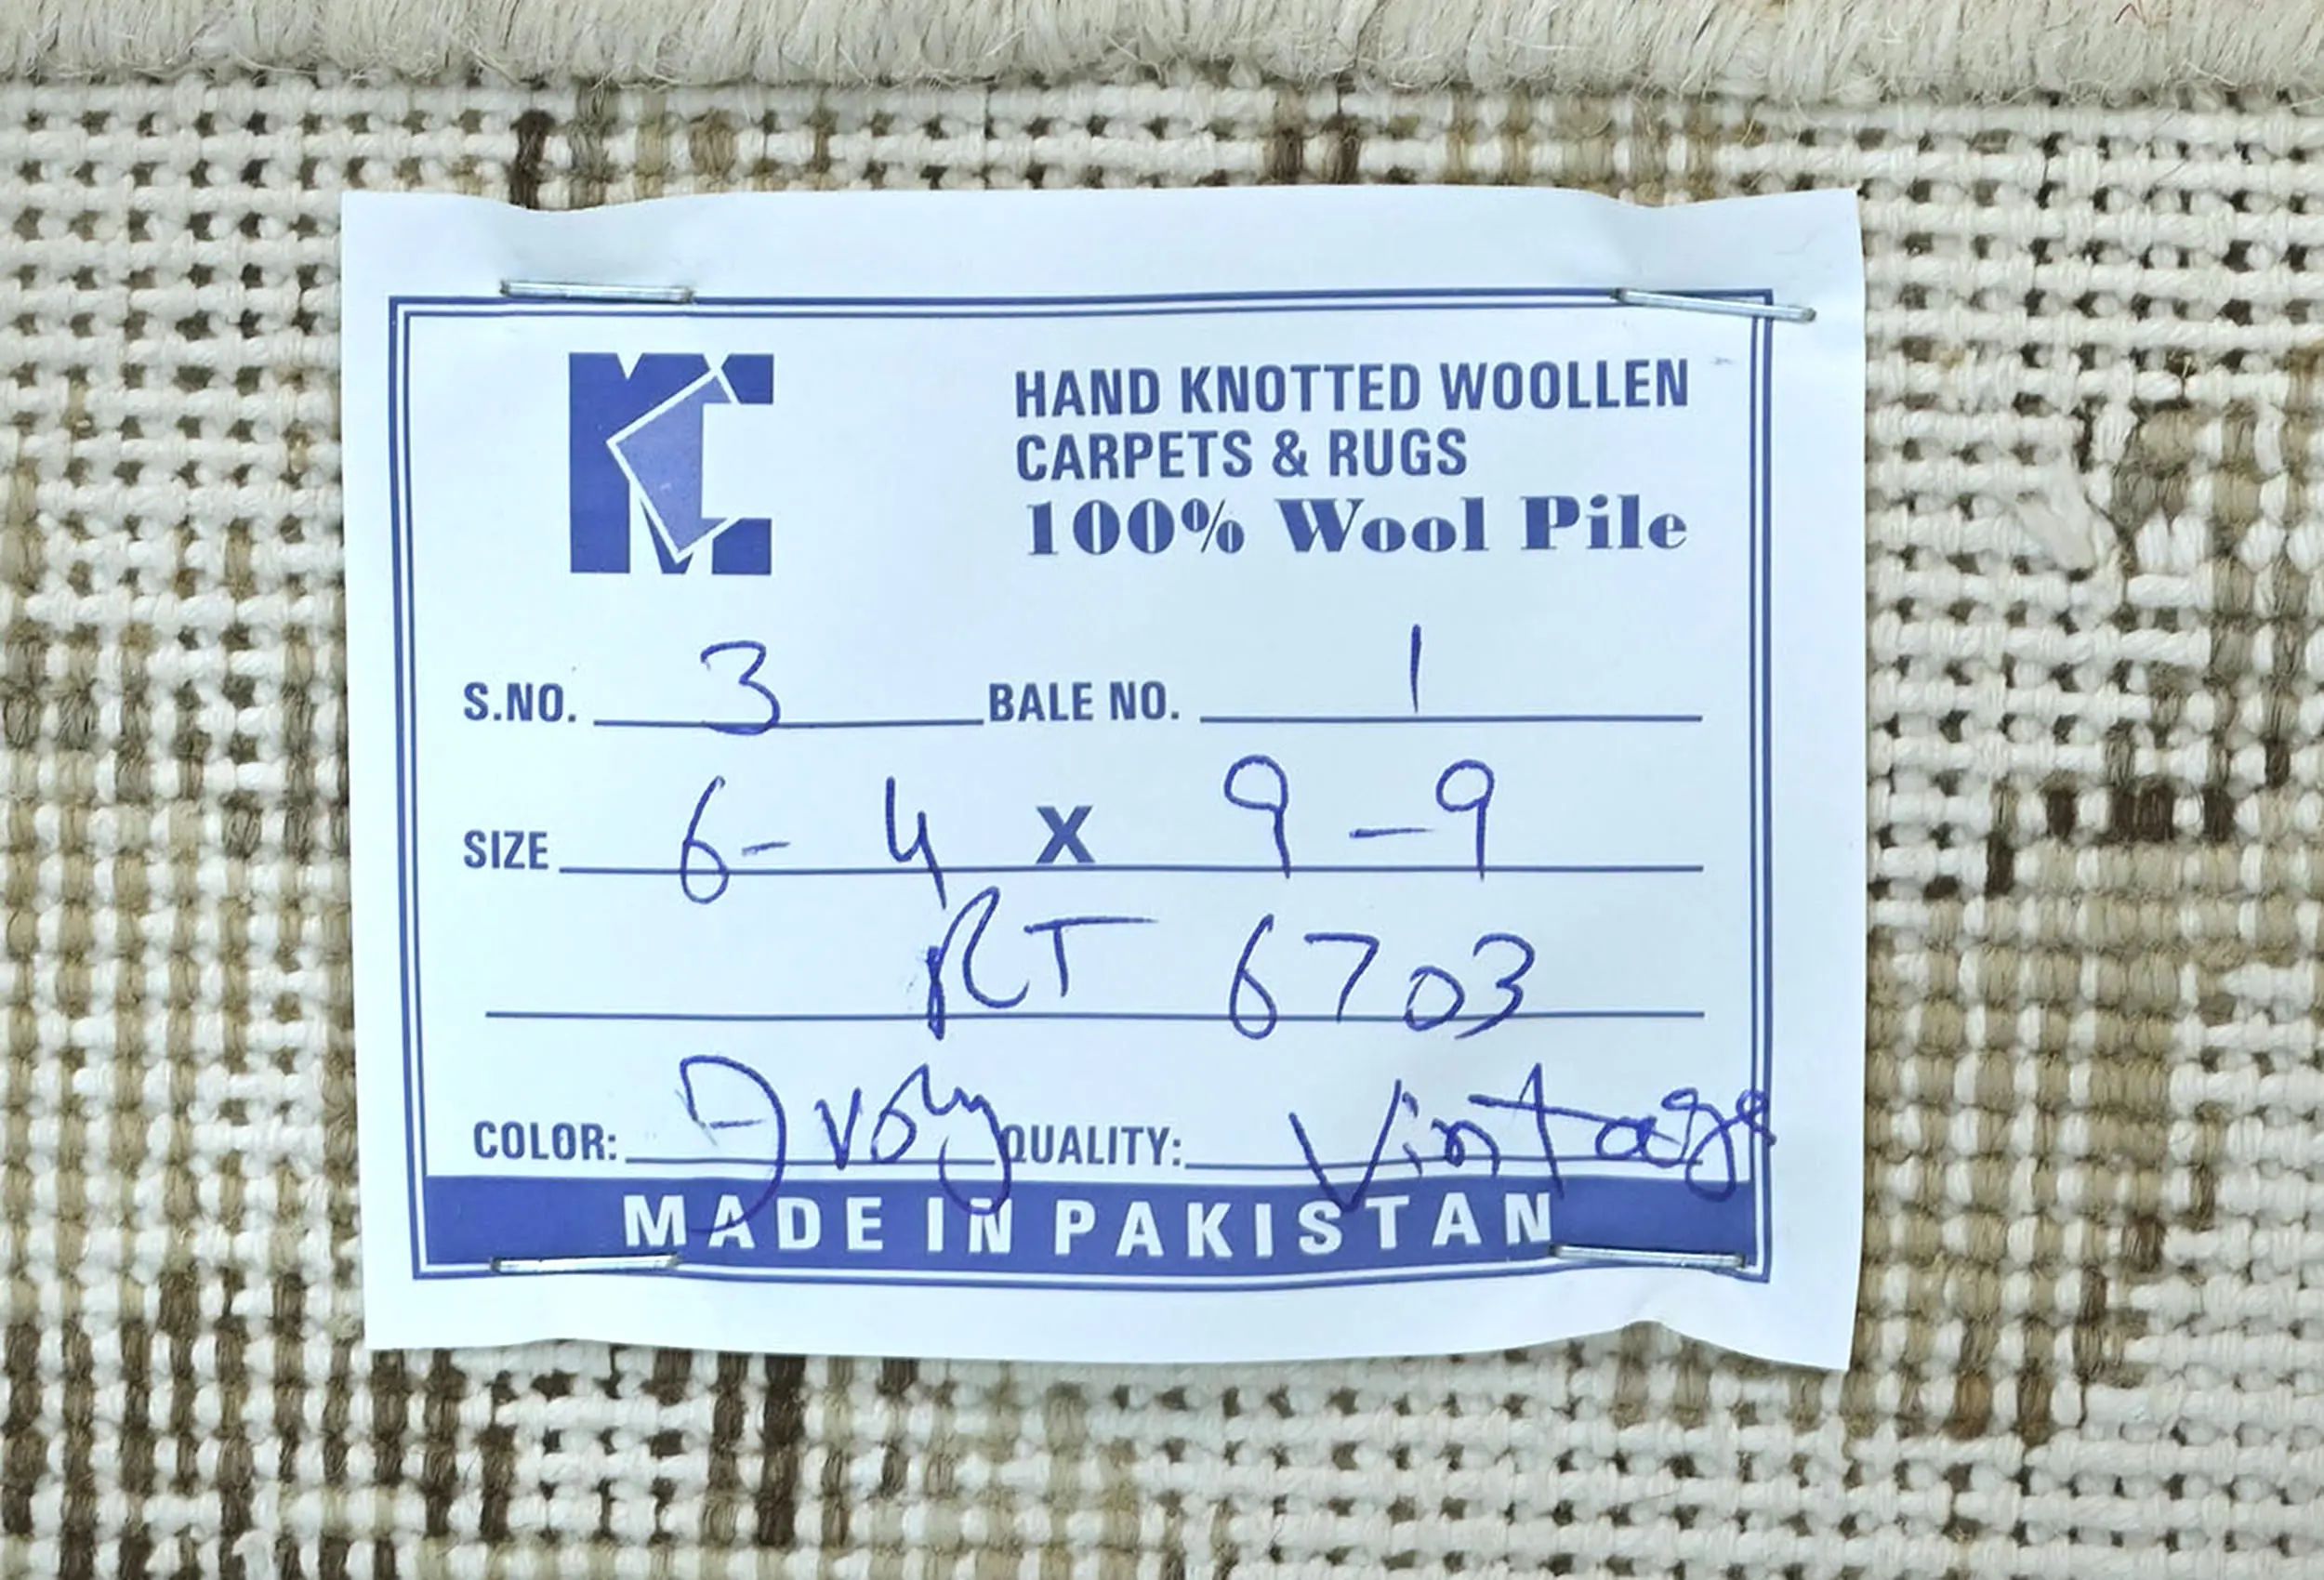 MC
HAND KNOTTED WOOLLEN
CARPETS & RUGS
100% Wool Pile
S.NO. 3 BALE NO. 1
SIZE 6-4 X 9-9
RT 6703
COLOR: Ivory QUALITY: Vintage
MADE IN PAKISTAN